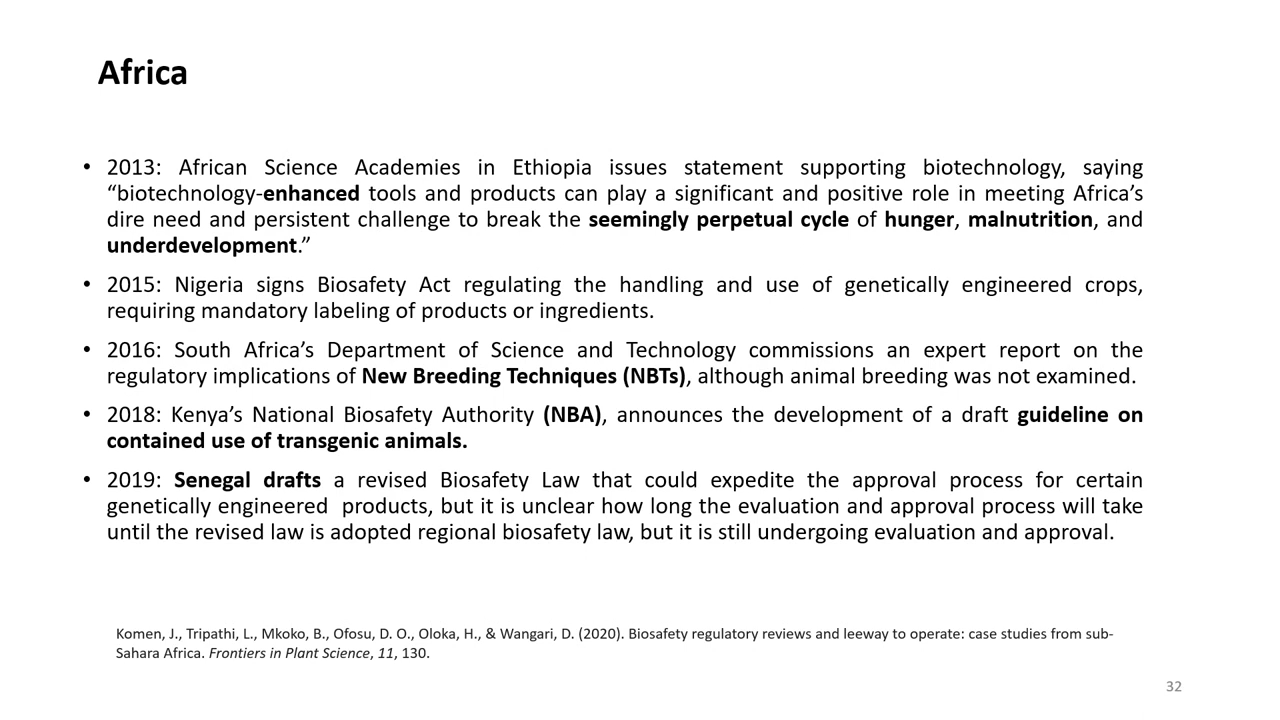 Africa
• 2013: African Science Academies in Ethiopia issues statement supporting biotechnology, saying
“biotechnology-enhanced tools and products can play a significant and positive role in meeting Africa’s
dire need and persistent challenge to break the seemingly perpetual cycle of hunger, malnutrition, and
underdevelopment.”
• 2015: Nigeria signs Biosafety Act regulating the handling and use of genetically engineered crops,
requiring mandatory labeling of products or ingredients.
• 2016: South Africa’s Department of Science and Technology commissions an expert report on the
regulatory implications of New Breeding Techniques (NBTs), although animal breeding was not examined.
• 2018: Kenya’s National Biosafety Authority (NBA), announces the development of a draft guideline on
contained use of transgenic animals.
• 2019: Senegal drafts a revised Biosafety Law that could expedite the approval process for certain
genetically engineered  products, but it is unclear how long the evaluation and approval process will take
until the revised law is adopted regional biosafety law, but it is still undergoing evaluation and approval.
Komen, J., Tripathi, L., Mkoko, B., Ofosu, D. O., Oloka, H., & Wangari, D. (2020). Biosafety regulatory reviews and leeway to operate: case studies from sub-
Sahara Africa. Frontiers in Plant Science, 11, 130.
32